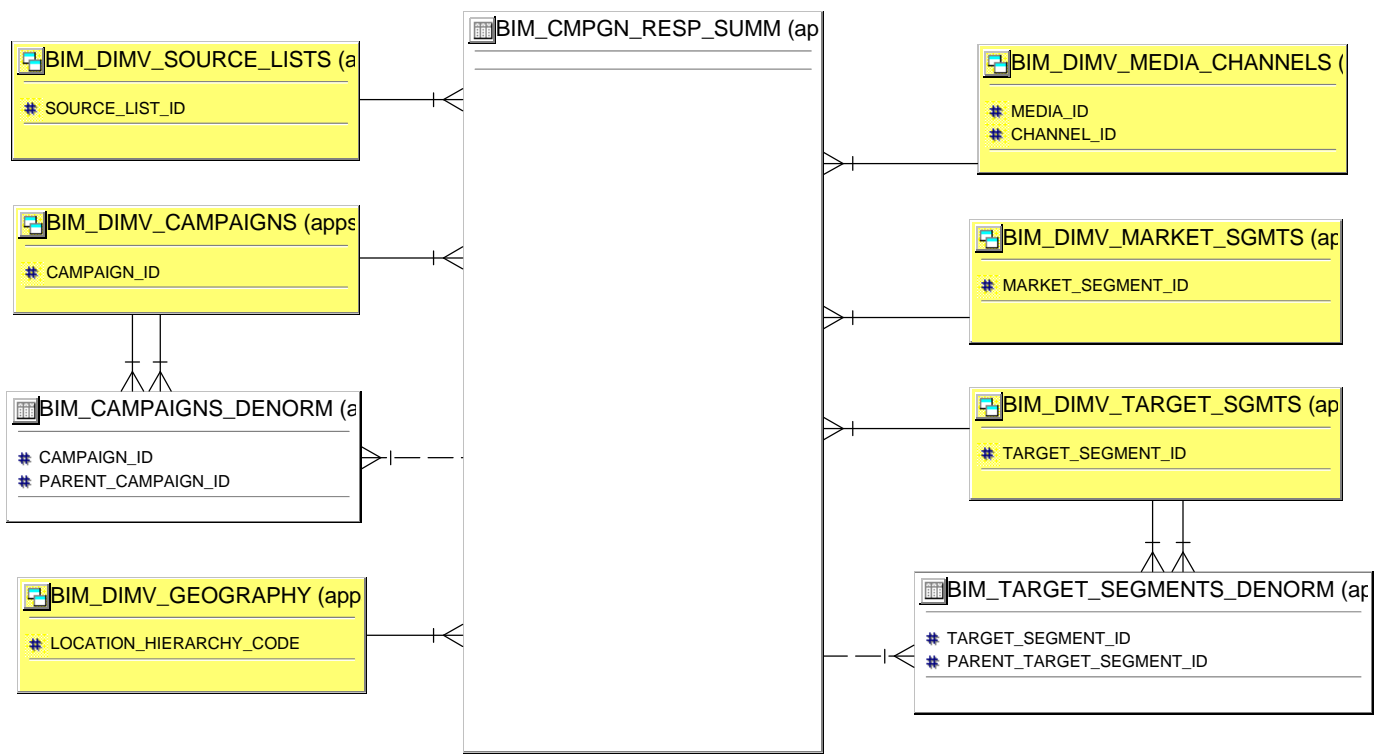 BIM_DIMV_SOURCE_LISTS (a
# SOURCE_LIST_ID
BIM_DIMV_CAMPAIGNS (apps
# CAMPAIGN_ID
BIM_CAMPAIGNS_DENORM (a
# CAMPAIGN_ID
# PARENT_CAMPAIGN_ID
BIM_DIMV_GEOGRAPHY (app
# LOCATION_HIERARCHY_CODE
BIM_CMPGN_RESP_SUMM (ap
BIM_DIMV_MEDIA_CHANNELS (
# MEDIA_ID
# CHANNEL_ID
BIM_DIMV_MARKET_SGMTS (ap
# MARKET_SEGMENT_ID
BIM_DIMV_TARGET_SGMTS (ap
# TARGET_SEGMENT_ID
BIM_TARGET_SEGMENTS_DENORM (ap
# TARGET_SEGMENT_ID
# PARENT_TARGET_SEGMENT_ID